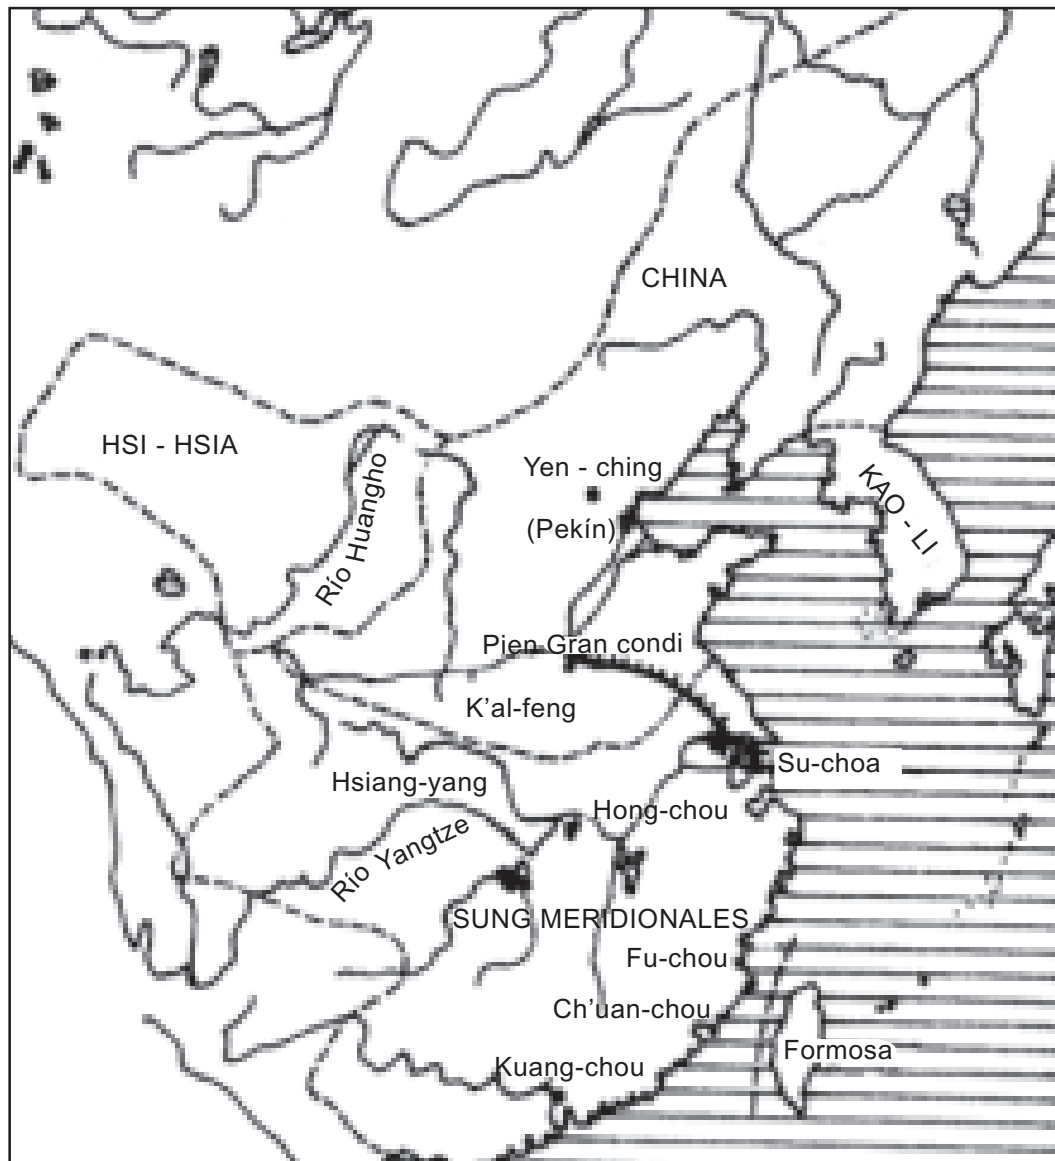 CHINA
HSI - HSIA
Yen - ching
(Pekín)
KAO - LI
Río Huangho
Pien Gran condi
K'al-feng
Su-choa
Hsiang-yang
Hong-chou
Río Yangtze
SUNG MERIDIONALES
Fu-chou
Ch'uan-chou
Formosa
Kuang-chou